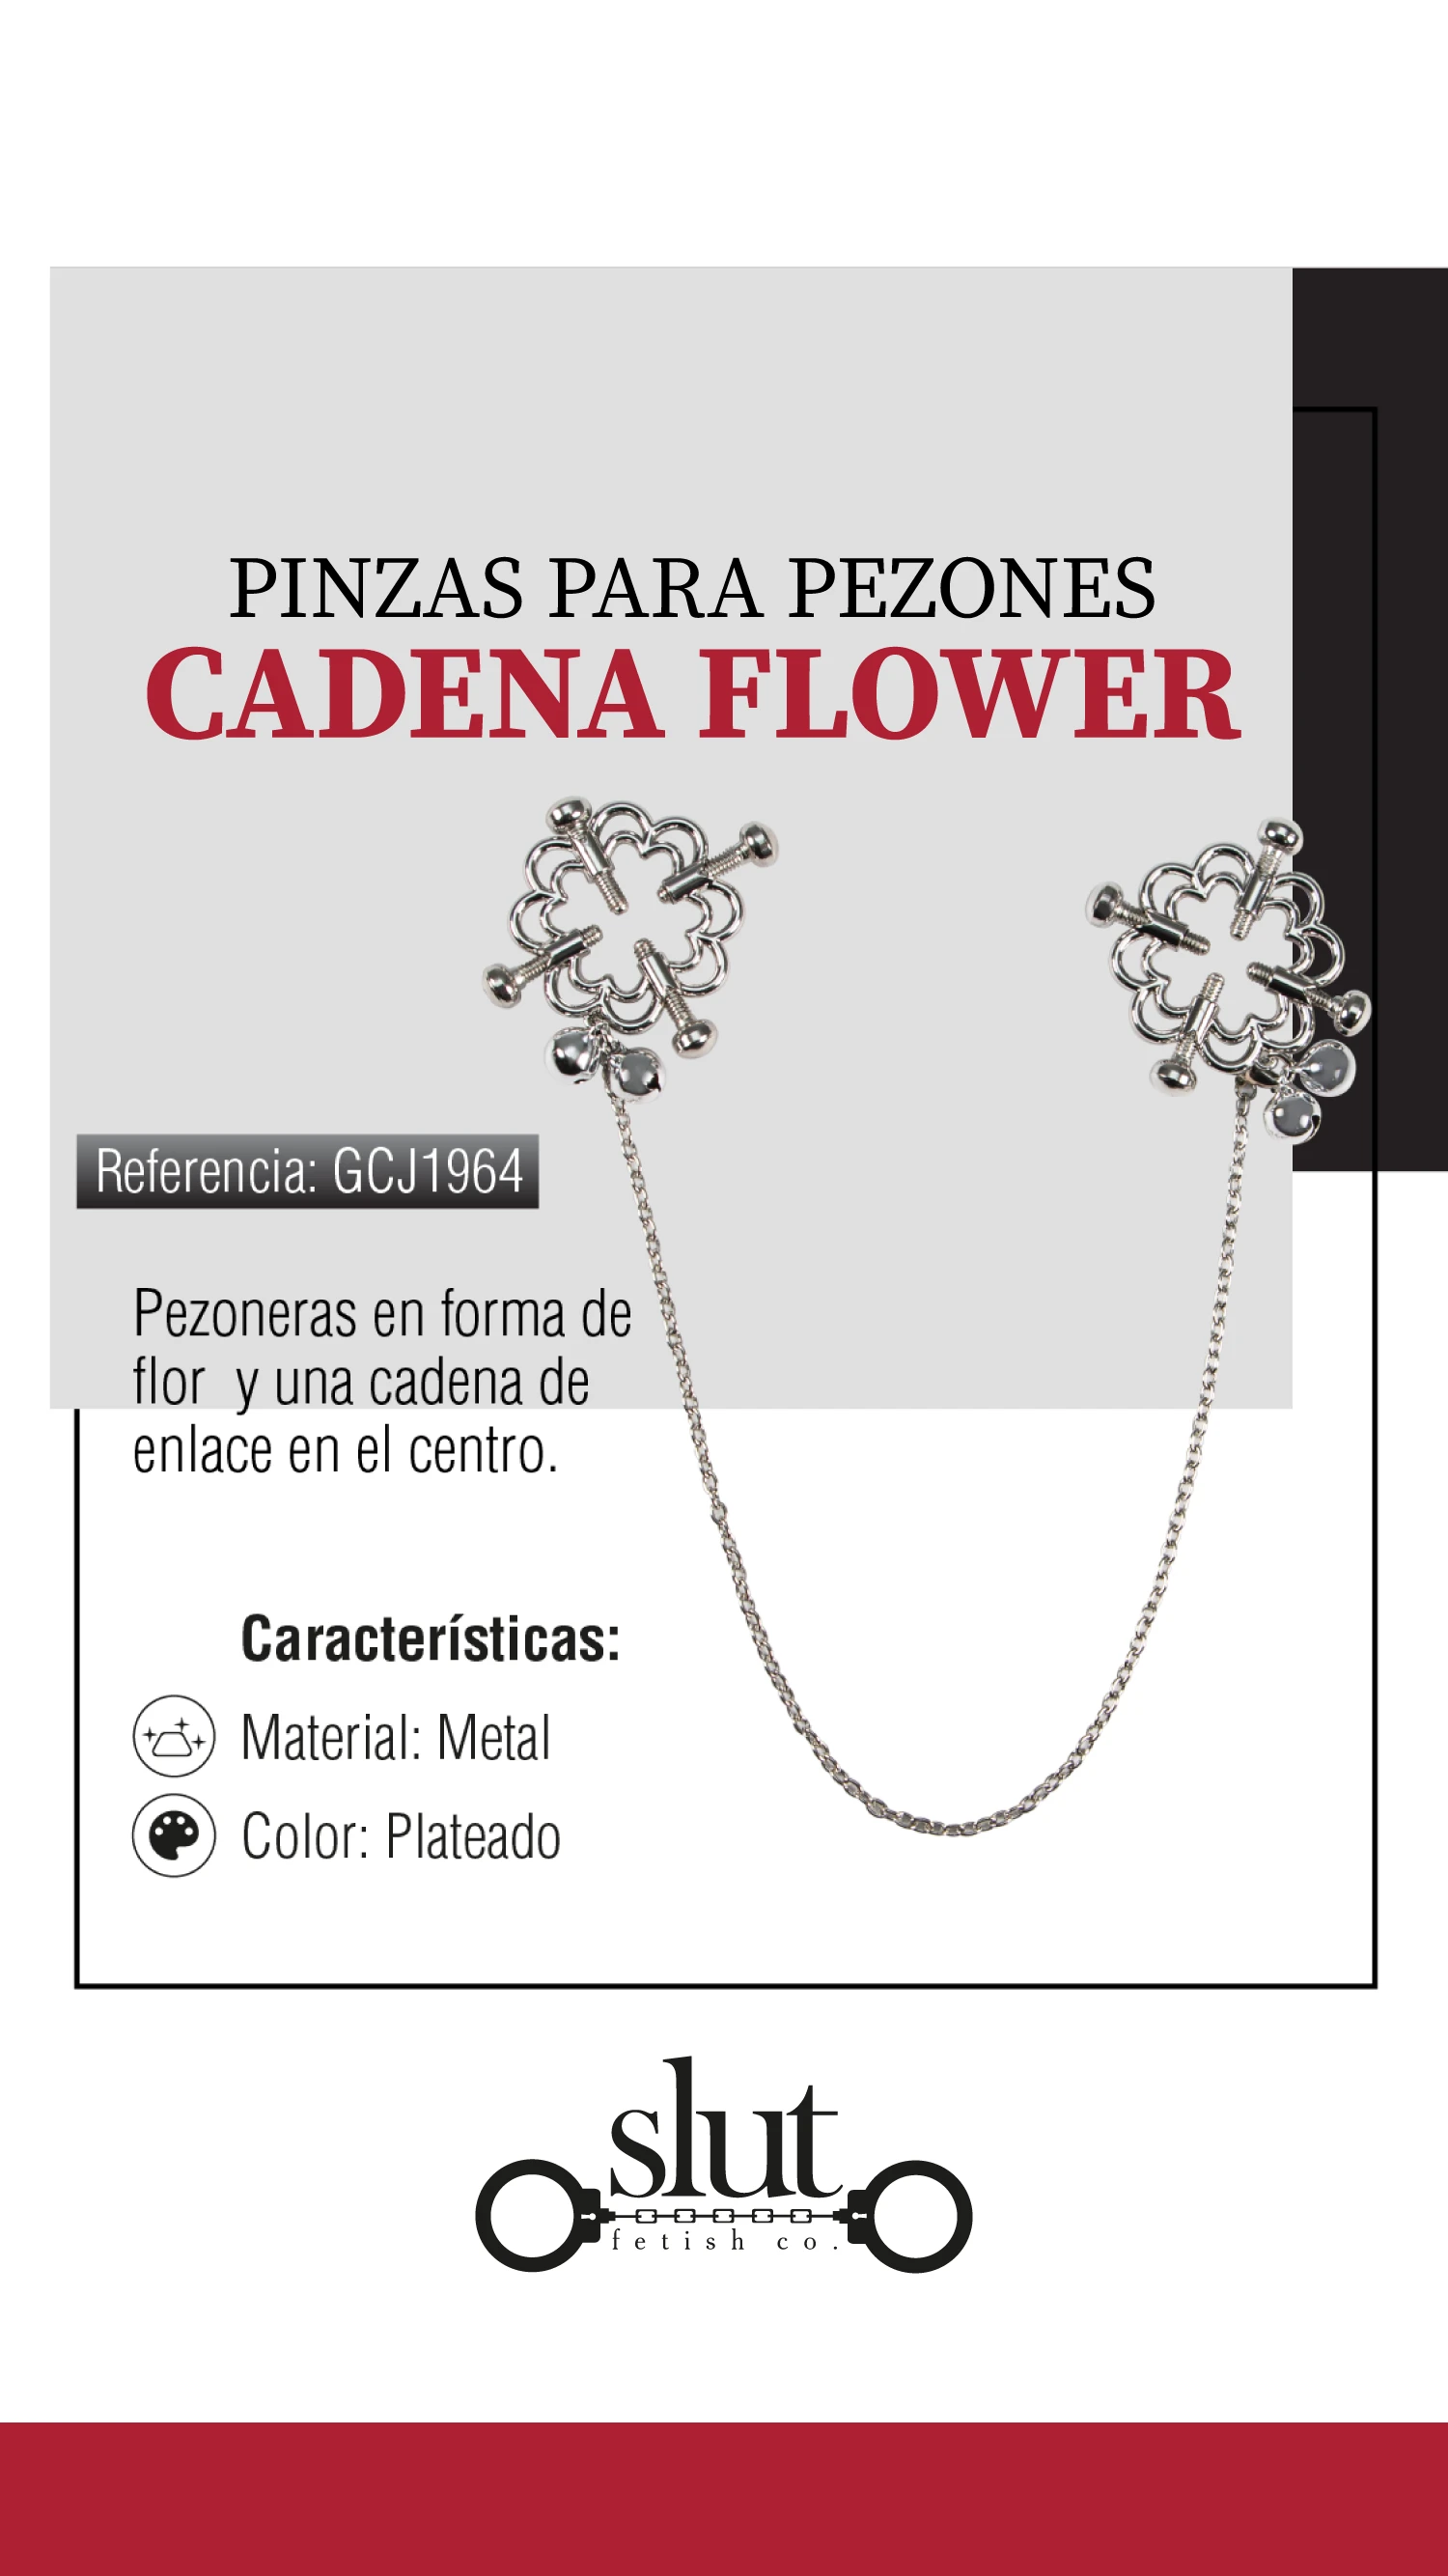 PINZAS PARA PEZONES
CADENA FLOWER
Referencia: GCJ1964
Pezoneras en forma de
flor  y una cadena de
enlace en el centro.
Características:
Material: Metal
Color: Plateado
slut
fetish co.